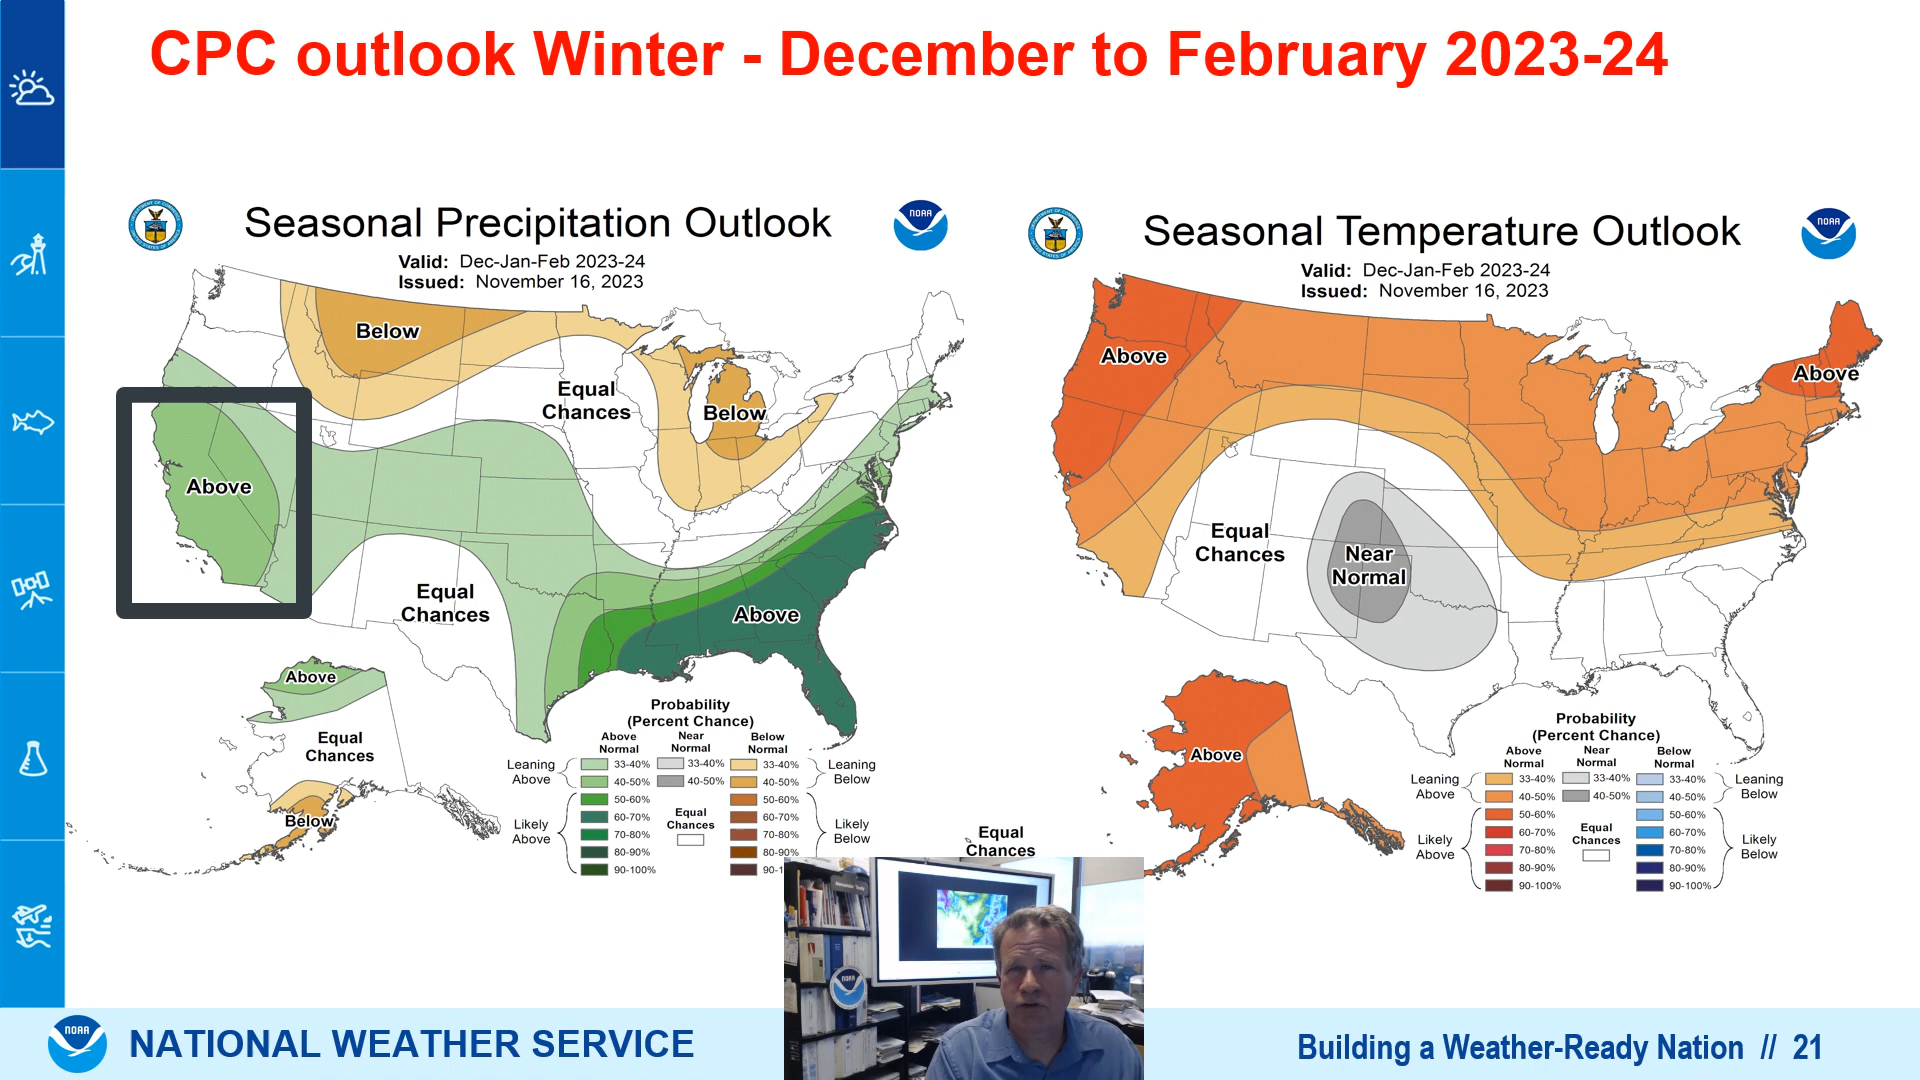 CPC outlook Winter - December to February 2023-24
Seasonal Precipitation Outlook
Valid: Dec-Jan-Feb 2023-24
Issued: November 16, 2023
NOAA
Below
Equal
Chances
Below
Above
Equal
Chances
Above
Above
Equal
Chances
Below
Probability
(Percent Chance)
Above
Normal
Near
Normal
Below
Normal
Leaning
Above
33-40%
33-40%
33-40%
Leaning
Below
40-50%
40-50%
40-50%
50-60%
50-60%
Likely
Above
60-70%
Equal
Chances
60-70%
Likely
Below
70-80%
70-80%
80-90%
80-90%
90-100%
90-1
Equal
Chances
Seasonal Temperature Outlook
Valid: Dec-Jan-Feb 2023-24
Issued: November 16, 2023
NOAA
Above
Above
Equal
Chances
Near
Normal
Above
Probability
(Percent Chance)
Above
Normal
Near
Normal
Below
Normal
Leaning
Above
33-40%
33-40%
33-40%
Leaning
Below
40-50%
40-50%
40-50%
50-60%
50-60%
Likely
Above
60-70%
Equal
Chances
60-70%
Likely
Below
70-80%
70-80%
80-90%
80-90%
90-100%
90-100%
NOAA
NOAA
NATIONAL WEATHER SERVICE
Building a Weather-Ready Nation // 21